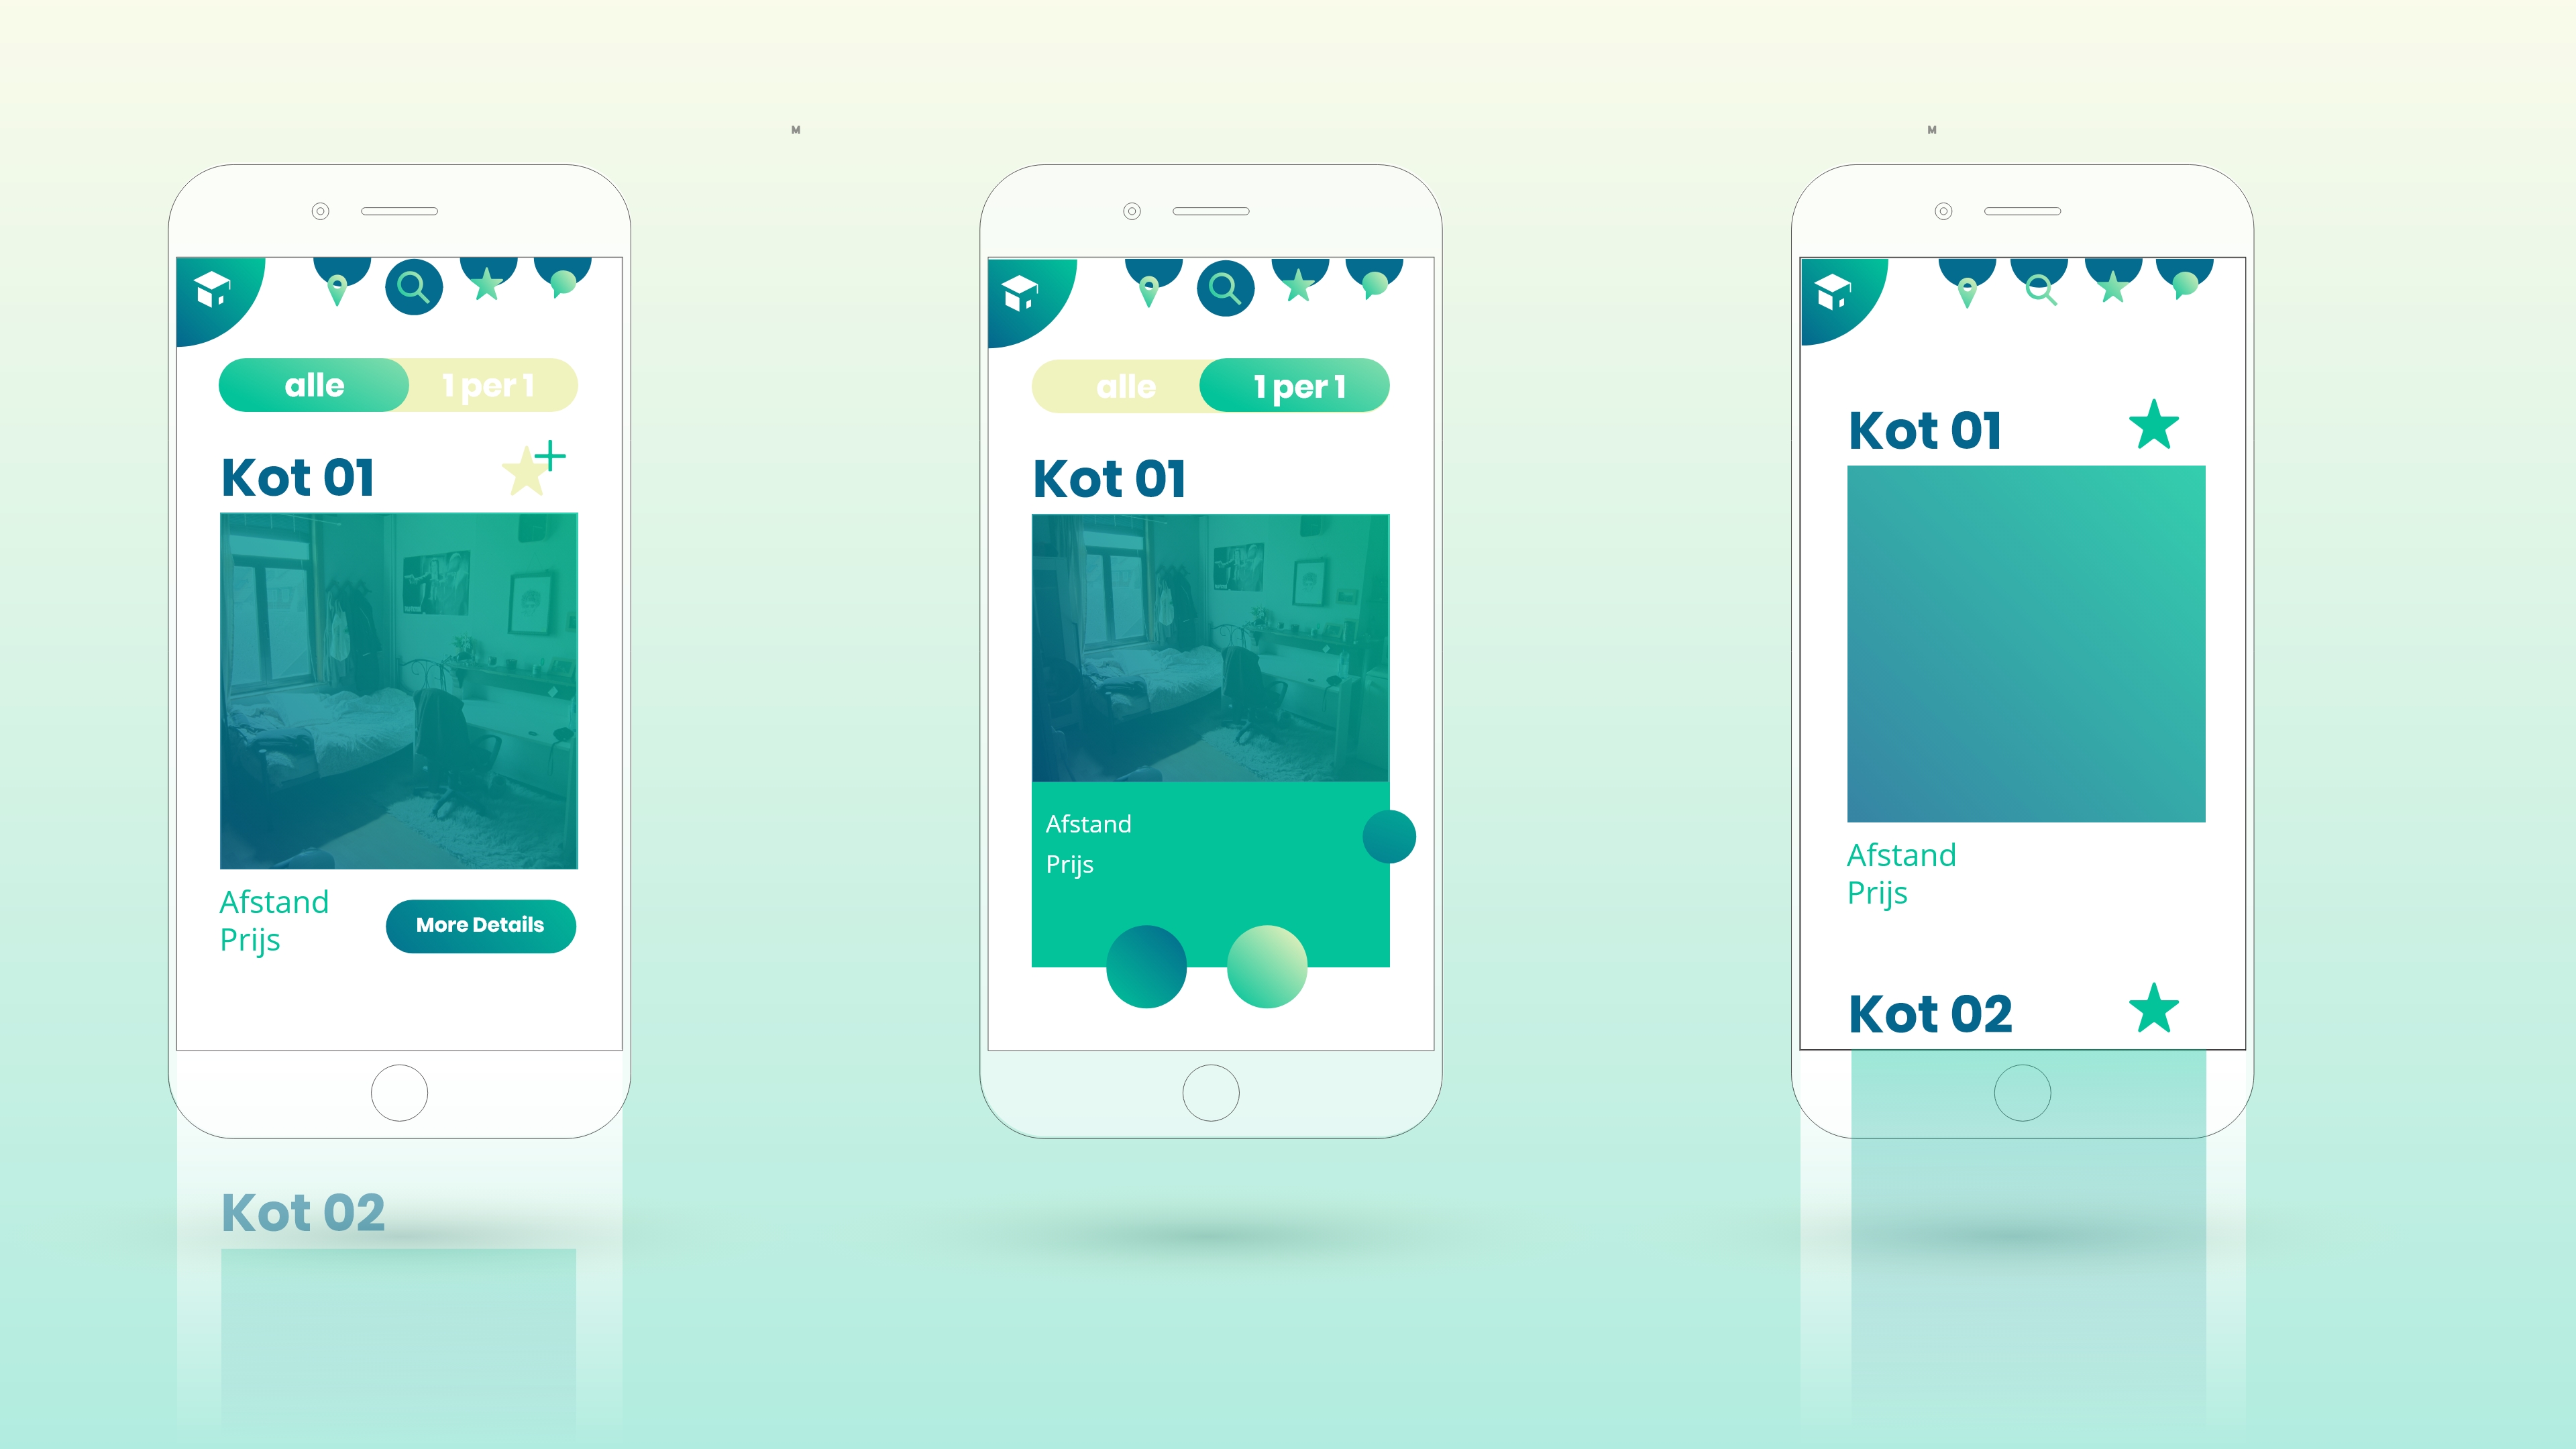 M
M
alle 1 per 1
Kot 01
Afstand
Prijs
More Details
Kot 02
alle 1 per 1
Kot 01
Afstand
Prijs
Kot 01
Afstand
Prijs
Kot 02